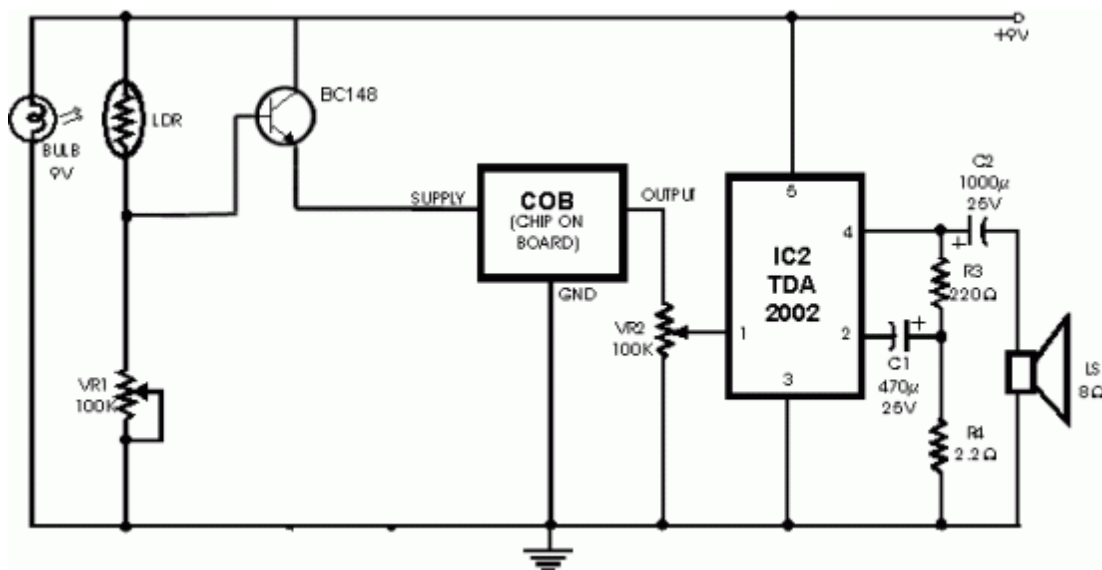 +9V
BULB
9V
LDR
BC148
SUPPLY
COB
(CHIP ON
BOARD)
OUTPUT
GND
VR1
100K
VR2
100K
5
4
IC2
TDA
2002
1
2
3
C2
1000µ
25V
+
R3
220Ω
+
C1
470µ
25V
R4
2.2Ω
LS
8Ω